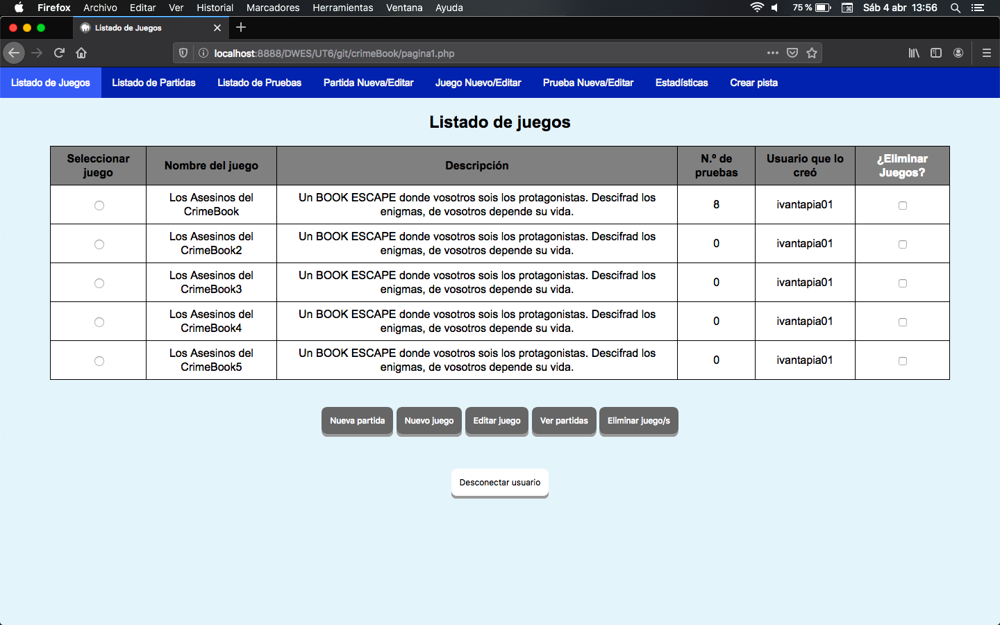 Firefox Archivo Editar Ver Historial Marcadores Herramientas Ventana Ayuda 75 % Sáb 4 abr 13:56
Listado de Juegos
localhost:8888/DWES/UT6/git/crimeBook/pagina1.php
Listado de Juegos Listado de Partidas Listado de Pruebas Partida Nueva/Editar Juego Nuevo/Editar Prueba Nueva/Editar Estadísticas Crear pista
Listado de juegos
Seleccionar juego Nombre del juego Descripción N.º de pruebas Usuario que lo creó ¿Eliminar Juegos?
Los Asesinos del CrimeBook Un BOOK ESCAPE donde vosotros sois los protagonistas. Descifrad los enigmas, de vosotros depende su vida. 8 ivantapia01
Los Asesinos del CrimeBook2 Un BOOK ESCAPE donde vosotros sois los protagonistas. Descifrad los enigmas, de vosotros depende su vida. 0 ivantapia01
Los Asesinos del CrimeBook3 Un BOOK ESCAPE donde vosotros sois los protagonistas. Descifrad los enigmas, de vosotros depende su vida. 0 ivantapia01
Los Asesinos del CrimeBook4 Un BOOK ESCAPE donde vosotros sois los protagonistas. Descifrad los enigmas, de vosotros depende su vida. 0 ivantapia01
Los Asesinos del CrimeBook5 Un BOOK ESCAPE donde vosotros sois los protagonistas. Descifrad los enigmas, de vosotros depende su vida. 0 ivantapia01
Nueva partida Nuevo juego Editar juego Ver partidas Eliminar juego/s
Desconectar usuario